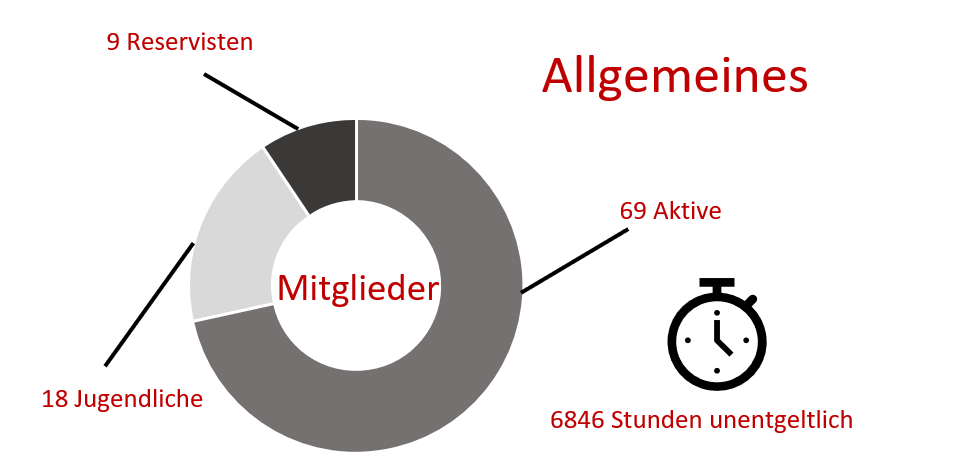 9 Reservisten
Allgemeines
69 Aktive
Mitglieder
18 Jugendliche
6846 Stunden unentgeltlich